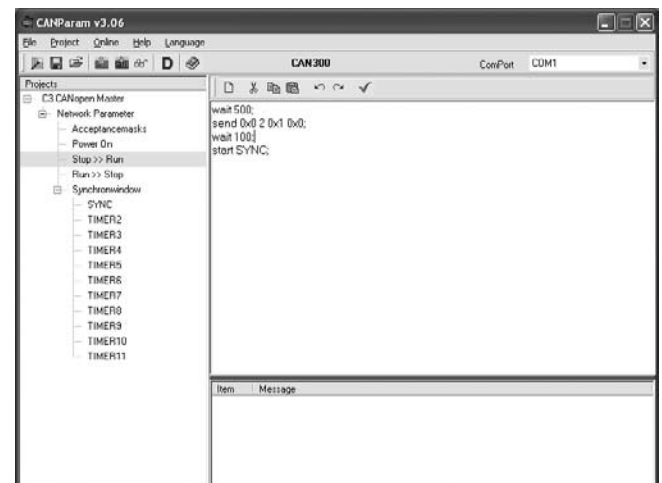 CANParam v3.06
File Project Online Help Language
D CAN300 ComPort COM1
Projects
C3 CANopen Master
Network Parameter
Acceptancemasks
Power On
Stop >> Run
Run >> Stop
Synchronwindow
SYNC
TIMER2
TIMER3
TIMER4
TIMER5
TIMER6
TIMER7
TIMER8
TIMER9
TIMER10
TIMER11
wait 500;
send 0x0 2 0x1 0x0;
wait 100;
start SYNC;
Item Message